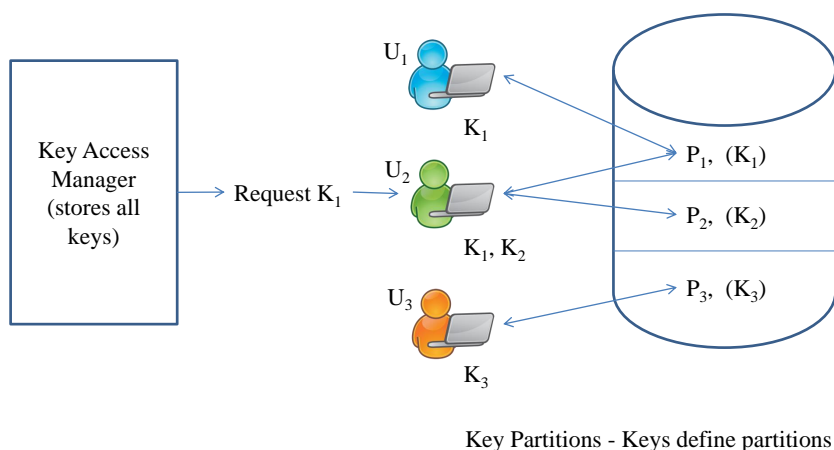 Key Access
Manager
(stores all
keys)
Request K₁
U₁
K₁
U₂
K₁, K₂
U₃
K₃
P₁, (K₁)
P₂, (K₂)
P₃, (K₃)
Key Partitions - Keys define partitions